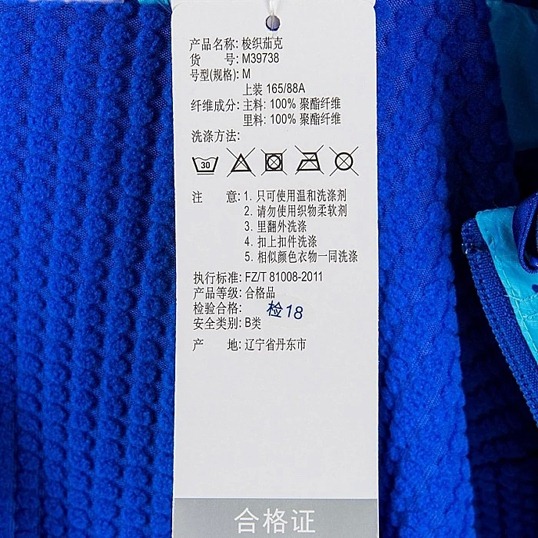 产品名称: 梭织茄克
货 号: M39738
号型(规格): M
上装 165/88A
纤维成分: 主料: 100% 聚酯纤维
里料: 100% 聚酯纤维
洗涤方法:
30
注 意: 1. 只可使用温和洗涤剂
2. 请勿使用织物柔软剂
3. 里翻外洗涤
4. 扣上扣件洗涤
5. 相似颜色衣物一同洗涤
执行标准: FZ/T 81008-2011
产品等级: 合格品
检验合格: 检18
安全类别: B类
产 地: 辽宁省丹东市
合格证